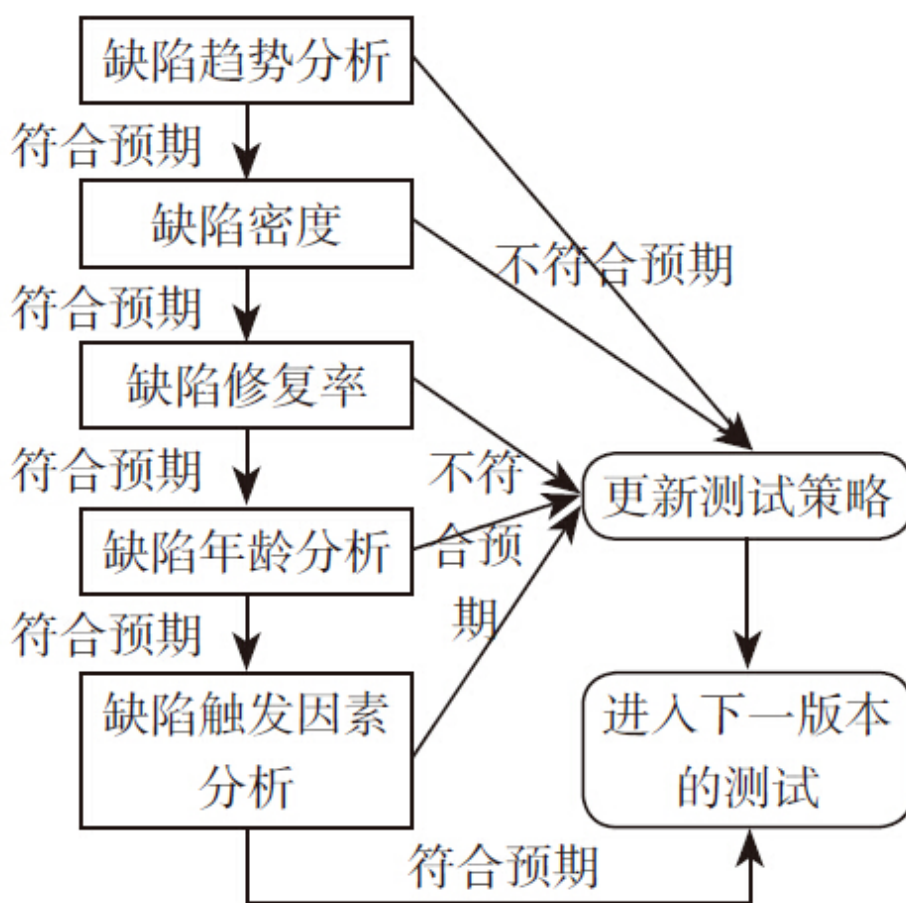 缺陷趋势分析
符合预期
缺陷密度
不符合预期
符合预期
缺陷修复率
符合预期
不符
合预
期
更新测试策略
缺陷年龄分析
符合预期
缺陷触发因素
分析
进入下一版本
的测试
符合预期